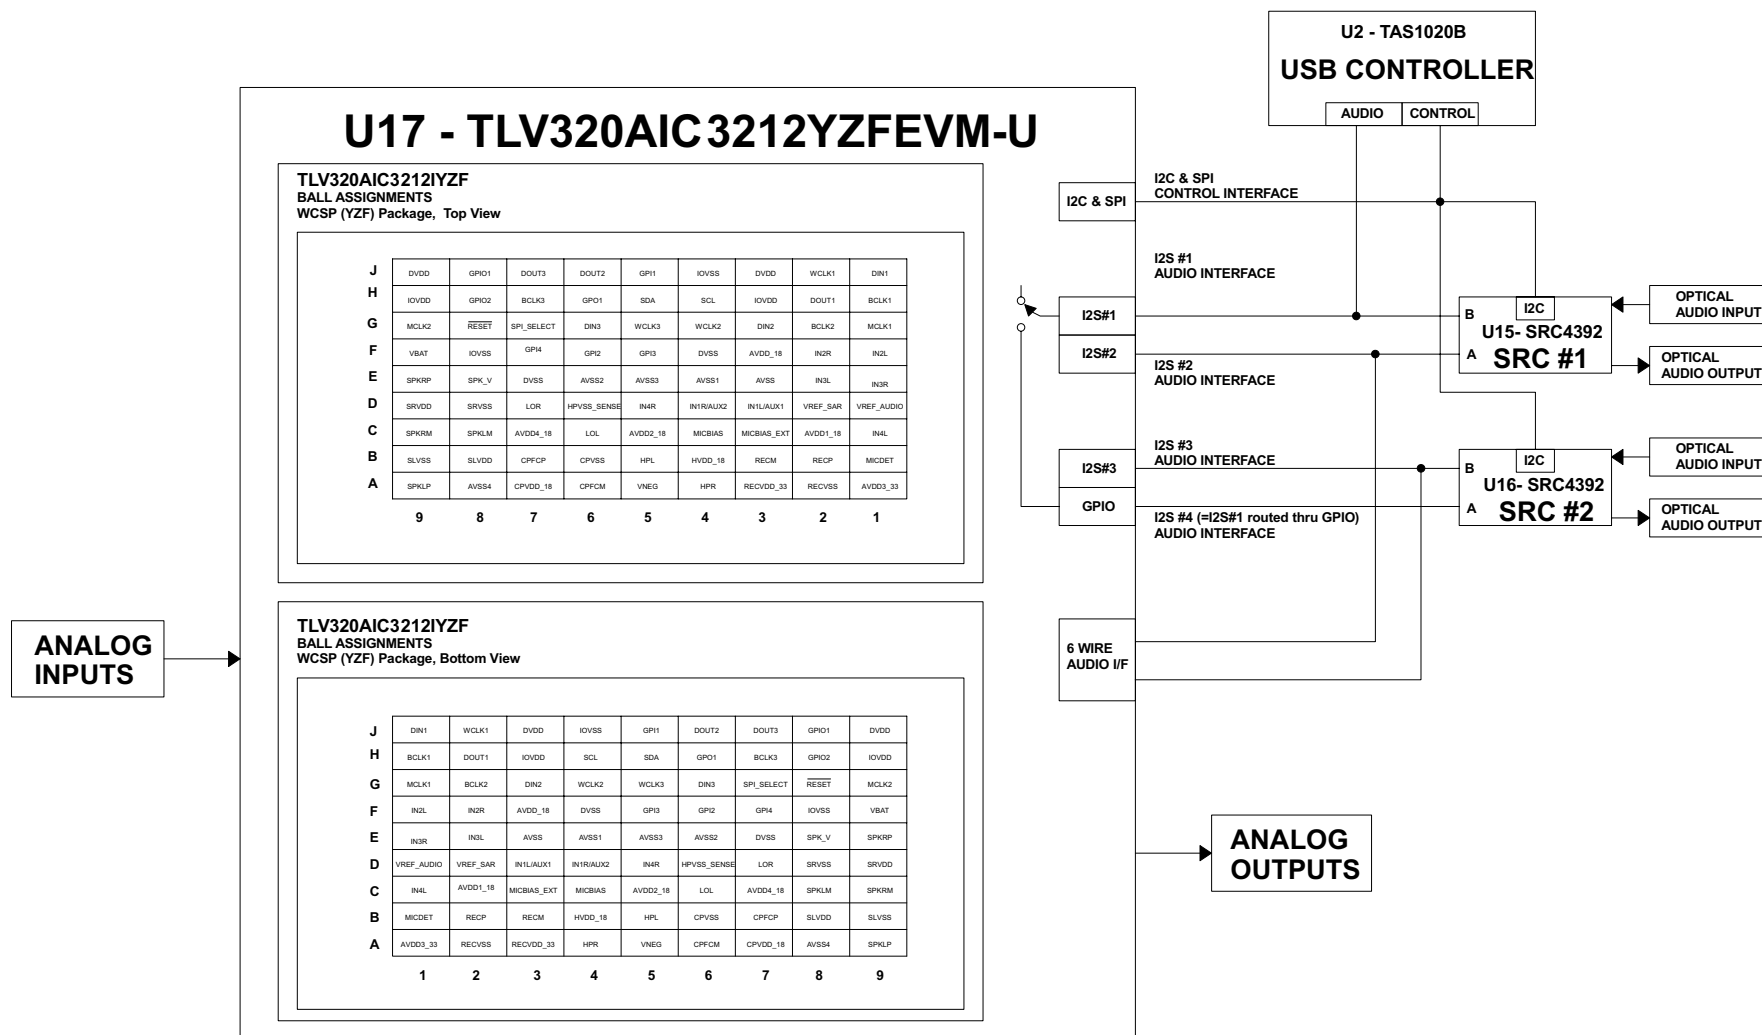 U2 - TAS1020B
USB CONTROLLER
AUDIO CONTROL
U17 - TLV320AIC3212YZFEVM-U
TLV320AIC3212IYZF
BALL ASSIGNMENTS
WCSP (YZF) Package, Top View
J DVDD GPIO1 DOUT3 DOUT2 GPI1 IOVSS DVDD WCLK1 DIN1
H IOVDD GPIO2 BCLK3 GPO1 SDA SCL IOVDD DOUT1 BCLK1
G MCLK2 RESET SPI_SELECT DIN3 WCLK3 WCLK2 DIN2 BCLK2 MCLK1
F VBAT IOVSS GPI4 GPI2 GPI3 DVSS AVDD_18 IN2R IN2L
E SPKRP SPK_V DVSS AVSS2 AVSS3 AVSS1 AVSS IN3L IN3R
D SRVDD SRVSS LOR HPVSS_SENSE IN4R IN1R/AUX2 IN1L/AUX1 VREF_SAR VREF_AUDIO
C SPKRM SPKLM AVDD4_18 LOL AVDD2_18 MICBIAS MICBIAS_EXT AVDD1_18 IN4L
B SLVSS SLVDD CPFCP CPVSS HPL HVDD_18 RECM RECP MICDET
A SPKLP AVSS4 CPVDD_18 CPFCM VNEG HPR RECVDD_33 RECVSS AVDD3_33
9 8 7 6 5 4 3 2 1
I2C & SPI
I2C & SPI
CONTROL INTERFACE
I2S #1
AUDIO INTERFACE
I2S#1
I2S#2
I2S #2
AUDIO INTERFACE
I2S #3
AUDIO INTERFACE
I2S#3
GPIO
I2S #4 (=I2S#1 routed thru GPIO)
AUDIO INTERFACE
6 WIRE
AUDIO I/F
I2C
B
U15- SRC4392
A
SRC #1
OPTICAL
AUDIO INPUT
OPTICAL
AUDIO OUTPUT
I2C
B
U16- SRC4392
A
SRC #2
OPTICAL
AUDIO INPUT
OPTICAL
AUDIO OUTPUT
ANALOG
INPUTS
TLV320AIC3212IYZF
BALL ASSIGNMENTS
WCSP (YZF) Package, Bottom View
J DIN1 WCLK1 DVDD IOVSS GPI1 DOUT2 DOUT3 GPIO1 DVDD
H BCLK1 DOUT1 IOVDD SCL SDA GPO1 BCLK3 GPIO2 IOVDD
G MCLK1 BCLK2 DIN2 WCLK2 WCLK3 DIN3 SPI_SELECT RESET MCLK2
F IN2L IN2R AVDD_18 DVSS GPI3 GPI2 GPI4 IOVSS VBAT
E IN3R IN3L AVSS AVSS1 AVSS3 AVSS2 DVSS SPK_V SPKRP
D VREF_AUDIO VREF_SAR IN1L/AUX1 IN1R/AUX2 IN4R HPVSS_SENSE LOR SRVSS SRVDD
C IN4L AVDD1_18 MICBIAS_EXT MICBIAS AVDD2_18 LOL AVDD4_18 SPKLM SPKRM
B MICDET RECP RECM HVDD_18 HPL CPVSS CPFCP SLVDD SLVSS
A AVDD3_33 RECVSS RECVDD_33 HPR VNEG CPFCM CPVDD_18 AVSS4 SPKLP
1 2 3 4 5 6 7 8 9
ANALOG
OUTPUTS